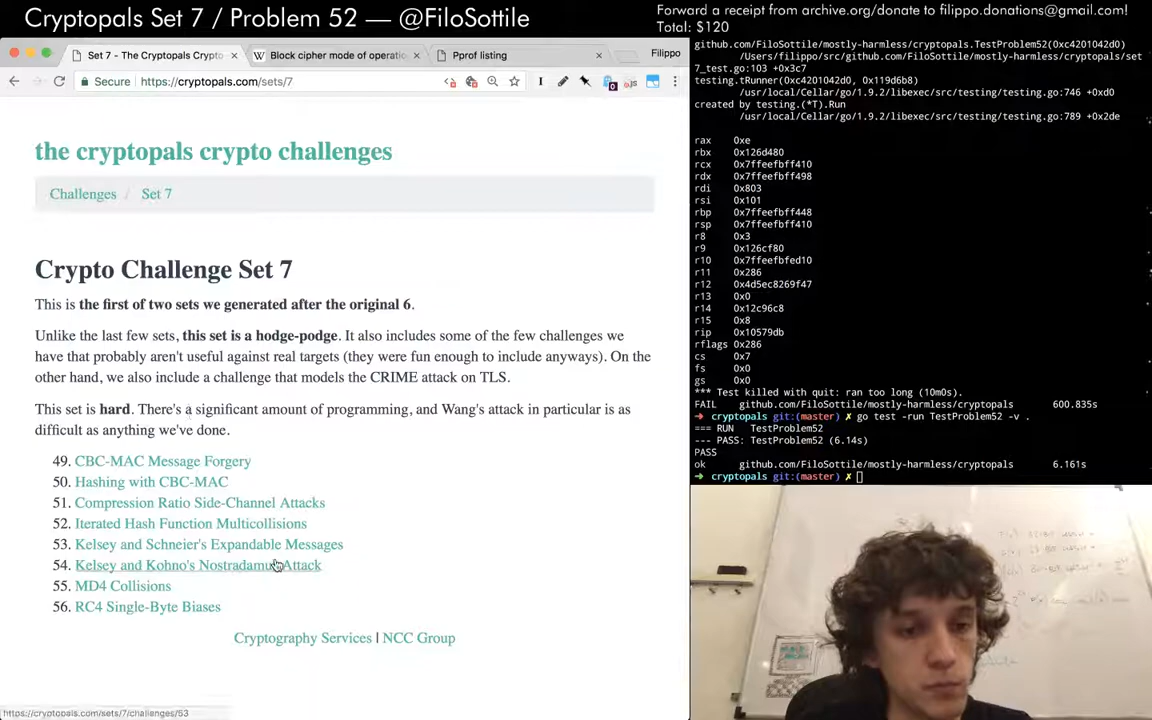 Cryptopals Set 7 / Problem 52 — @FiloSottile
Forward a receipt from archive.org/donate to filippo.donations@gmail.com!
Total: $120
Set 7 - The Cryptopals Crypto
Block cipher mode of operatio
Pprof listing
Filippo
Secure
https://cryptopals.com/sets/7
the cryptopals crypto challenges
Challenges / Set 7
Crypto Challenge Set 7
This is the first of two sets we generated after the original 6.
Unlike the last few sets, this set is a hodge-podge. It also includes some of the few challenges we
have that probably aren't useful against real targets (they were fun enough to include anyways). On the
other hand, we also include a challenge that models the CRIME attack on TLS.
This set is hard. There's a significant amount of programming, and Wang's attack in particular is as
difficult as anything we've done.
49. CBC-MAC Message Forgery
50. Hashing with CBC-MAC
51. Compression Ratio Side-Channel Attacks
52. Iterated Hash Function Multicollisions
53. Kelsey and Schneier's Expandable Messages
54. Kelsey and Kohno's Nostradamus Attack
55. MD4 Collisions
56. RC4 Single-Byte Biases
Cryptography Services | NCC Group
https://cryptopals.com/sets/7/challenges/53
github.com/FiloSottile/mostly-harmless/cryptopals.TestProblem52(0xc4201042d0)
/Users/filippo/src/github.com/FiloSottile/mostly-harmless/cryptopals/set
7_test.go:103 +0x3c7
testing.tRunner(0xc4201042d0, 0x119d6b8)
/usr/local/Cellar/go/1.9.2/libexec/src/testing/testing.go:746 +0xd0
created by testing.(*T).Run
/usr/local/Cellar/go/1.9.2/libexec/src/testing/testing.go:789 +0x2de
rax 0xe
rbx 0x126d480
rcx 0x7ffeefbff410
rdx 0x7ffeefbff498
rdi 0x803
rsi 0x101
rbp 0x7ffeefbff448
rsp 0x7ffeefbff410
r8 0x3
r9 0x126cf80
r10 0x7ffeefbfed10
r11 0x286
r12 0x4d5ec8269f47
r13 0x0
r14 0x12c96c8
r15 0x8
rip 0x10579db
rflags 0x286
cs 0x7
fs 0x0
gs 0x0
*** Test killed with quit: ran too long (10m0s).
FAIL github.com/FiloSottile/mostly-harmless/cryptopals 600.835s
➜ cryptopals git:(master) ✗ go test -run TestProblem52 -v .
=== RUN TestProblem52
--- PASS: TestProblem52 (6.14s)
PASS
ok github.com/FiloSottile/mostly-harmless/cryptopals 6.161s
➜ cryptopals git:(master) ✗